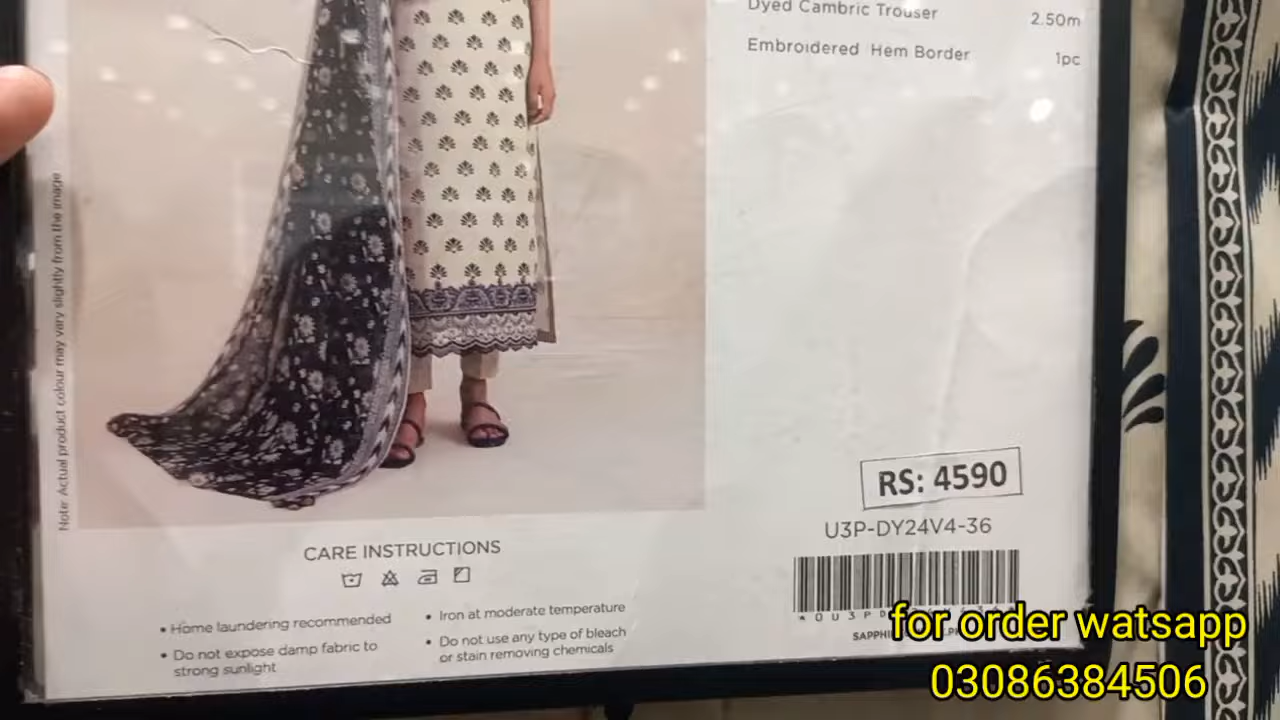 Dyed Cambric Trouser 2.50m
Embroidered Hem Border 1pc
Note: Actual product colour may vary slightly from the image
RS: 4590
U3P-DY24V4-36
CARE INSTRUCTIONS
• Home laundering recommended
• Do not expose damp fabric to
strong sunlight
• Iron at moderate temperature
• Do not use any type of bleach
or stain removing chemicals
for order watsapp
03086384506